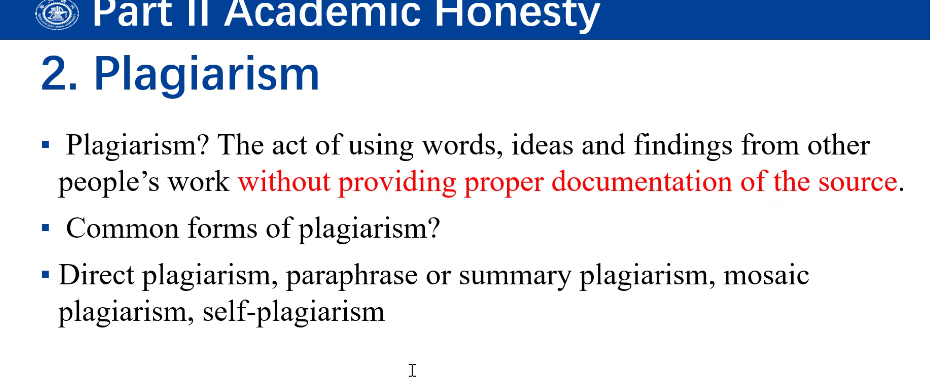 Part II Academic Honesty
2. Plagiarism
▪ Plagiarism? The act of using words, ideas and findings from other
people’s work without providing proper documentation of the source.
▪ Common forms of plagiarism?
▪ Direct plagiarism, paraphrase or summary plagiarism, mosaic
plagiarism, self-plagiarism